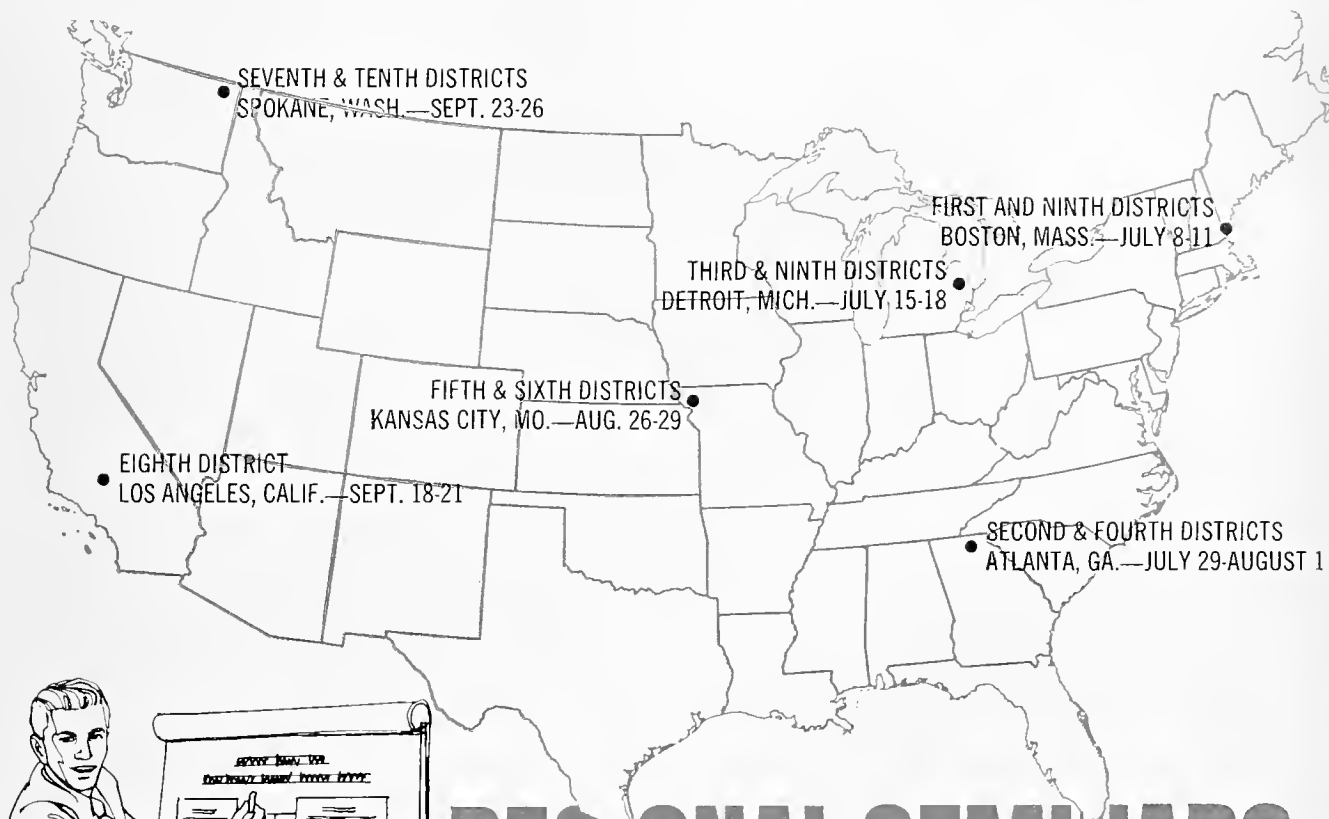 SEVENTH & TENTH DISTRICTS
SPOKANE, WASH.—SEPT. 23-26
FIRST AND NINTH DISTRICTS
BOSTON, MASS.—JULY 8-11
THIRD & NINTH DISTRICTS
DETROIT, MICH.—JULY 15-18
FIFTH & SIXTH DISTRICTS
KANSAS CITY, MO.—AUG. 26-29
EIGHTH DISTRICT
LOS ANGELES, CALIF.—SEPT. 18-21
SECOND & FOURTH DISTRICTS
ATLANTA, GA.—JULY 29-AUGUST 1
REGIONAL SEMINARS